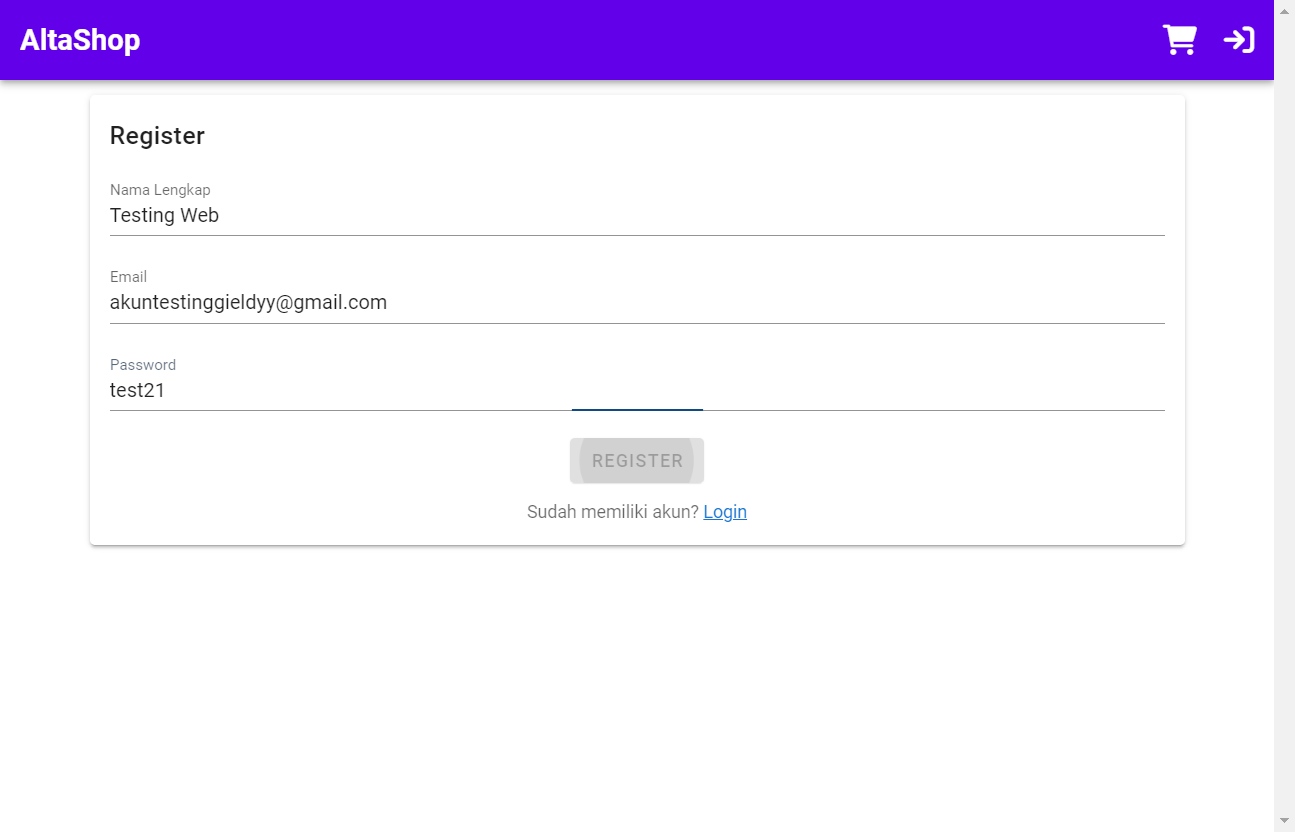 AltaShop
Register
Nama Lengkap
Testing Web
Email
akuntestinggieldyy@gmail.com
Password
test21
REGISTER
Sudah memiliki akun? Login